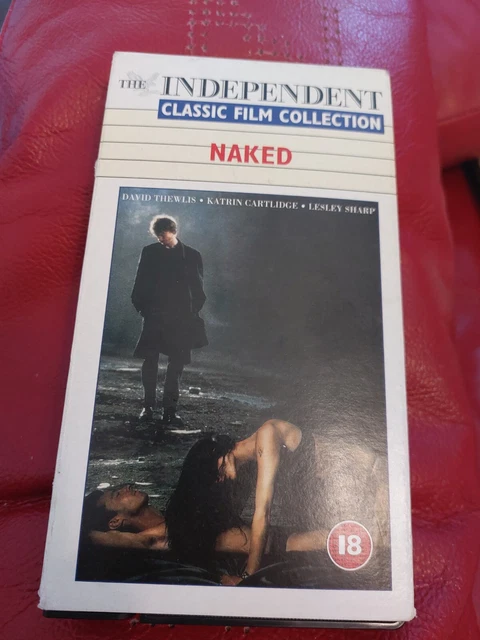 THE INDEPENDENT
CLASSIC FILM COLLECTION
NAKED
DAVID THEWLIS • KATRIN CARTLIDGE • LESLEY SHARP
18